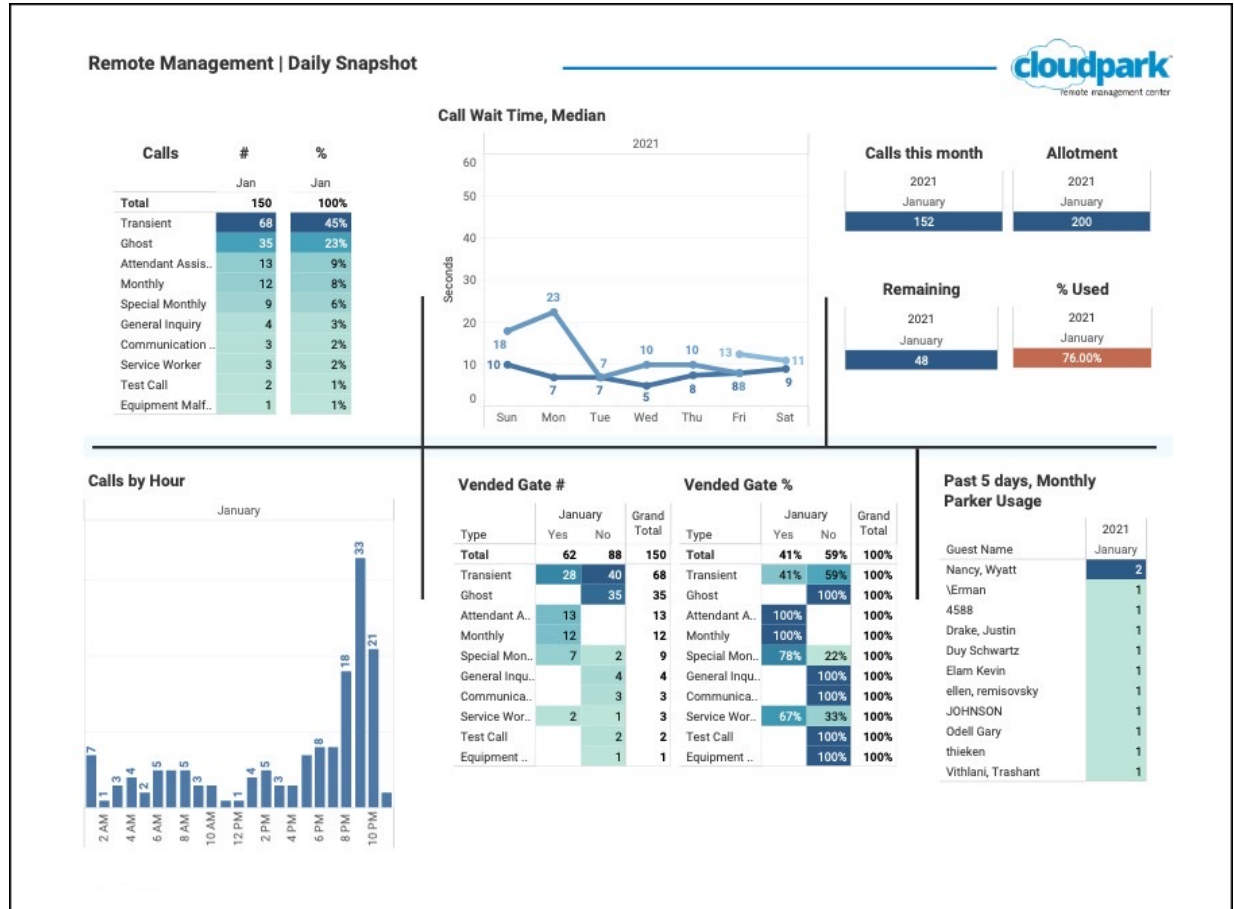 Remote Management | Daily Snapshot
cloudpark
remote management center
Calls # %
Jan Jan
Total 150 100%
Transient 68 45%
Ghost 35 23%
Attendant Assis.. 13 9%
Monthly 12 8%
Special Monthly 9 6%
General Inquiry 4 3%
Communication .. 3 2%
Service Worker 3 2%
Test Call 2 1%
Equipment Malf.. 1 1%
Call Wait Time, Median
2021
60
50
40
30
20
10
0
Seconds
18 23 7 10 10 13 11
10 7 7 5 8 8 8 9
Sun Mon Tue Wed Thu Fri Sat
Calls this month Allotment
2021 2021
January January
152 200
Remaining % Used
2021 2021
January January
48 76.00%
Calls by Hour
January
7 1 3 4 2 5 5 5 3 1 4 5 3 8 18 33 21
2 AM 4 AM 6 AM 8 AM 10 AM 12 PM 2 PM 4 PM 6 PM 8 PM 10 PM
Vended Gate #
January Grand
Type Yes No Total
Total 62 88 150
Transient 28 40 68
Ghost 35 35
Attendant A.. 13 13
Monthly 12 12
Special Mon.. 7 2 9
General Inqu.. 4 4
Communica.. 3 3
Service Wor.. 2 1 3
Test Call 2 2
Equipment .. 1 1
Vended Gate %
January Grand
Type Yes No Total
Total 41% 59% 100%
Transient 41% 59% 100%
Ghost 100% 100%
Attendant A.. 100% 100%
Monthly 100% 100%
Special Mon.. 78% 22% 100%
General Inqu.. 100% 100%
Communica.. 100% 100%
Service Wor.. 67% 33% 100%
Test Call 100% 100%
Equipment .. 100% 100%
Past 5 days, Monthly
Parker Usage
2021
Guest Name January
Nancy, Wyatt 2
\Erman 1
4588 1
Drake, Justin 1
Duy Schwartz 1
Elam Kevin 1
ellen, remisovsky 1
JOHNSON 1
Odell Gary 1
thieken 1
Vithlani, Trashant 1